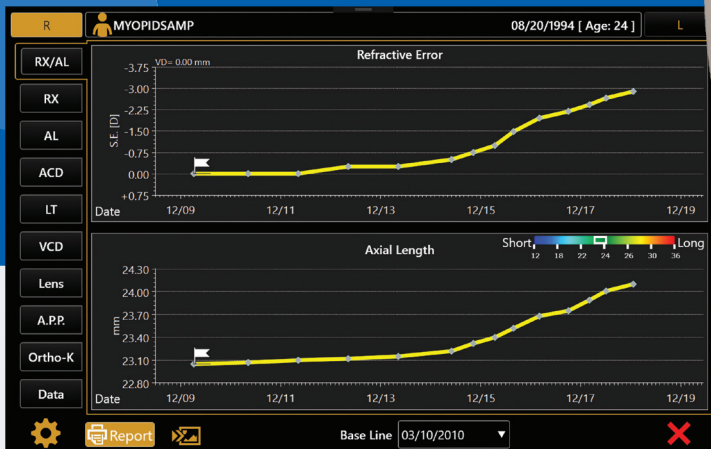 R MYOPIDSAMP 08/20/1994 [ Age: 24 ] L
RX/AL
RX
AL
ACD
LT
VCD
Lens
A.P.P.
Ortho-K
Data
Refractive Error
VD= 0.00 mm
S.E. [D]
-3.75
-3.00
-2.25
-1.50
-0.75
0.00
+0.75
Date 12/09 12/11 12/13 12/15 12/17 12/19
Axial Length
Short Long
12 18 22 24 26 30 36
mm
24.30
24.00
23.70
23.40
23.10
22.80
Date 12/09 12/11 12/13 12/15 12/17 12/19
Report Base Line 03/10/2010